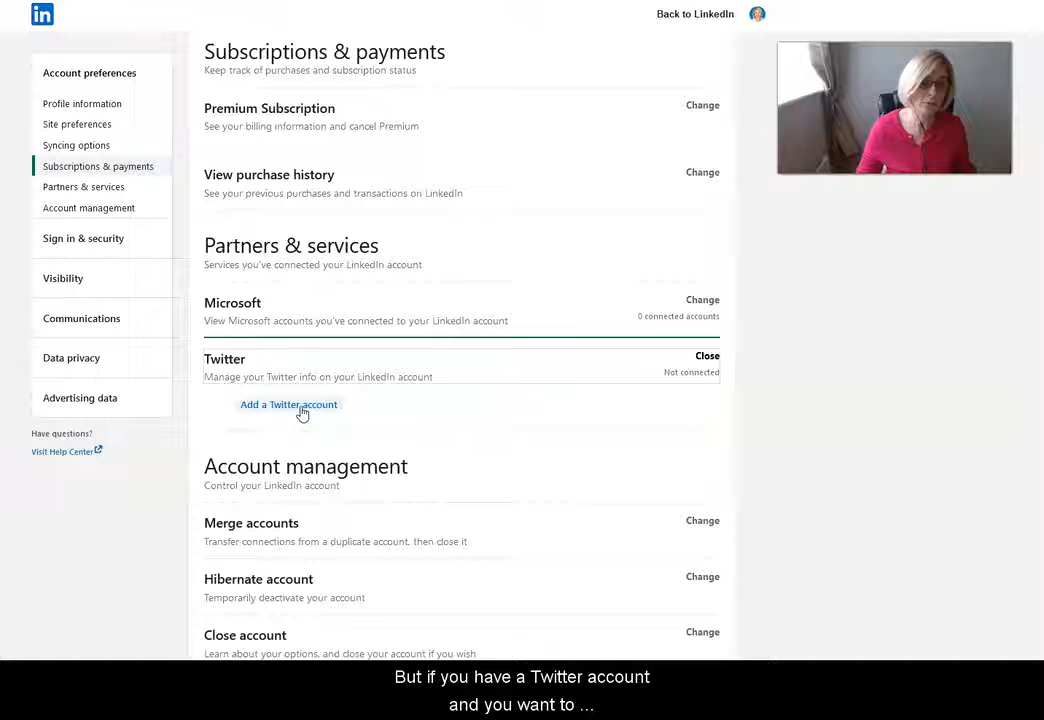 in
Back to LinkedIn
Account preferences
Profile information
Site preferences
Syncing options
Subscriptions & payments
Partners & services
Account management
Sign in & security
Visibility
Communications
Data privacy
Advertising data
Have questions?
Visit Help Center
Subscriptions & payments
Keep track of purchases and subscription status
Premium Subscription
Change
See your billing information and cancel Premium
View purchase history
Change
See your previous purchases and transactions on LinkedIn
Partners & services
Services you've connected your LinkedIn account
Microsoft
Change
View Microsoft accounts you've connected to your LinkedIn account
0 connected accounts
Twitter
Close
Manage your Twitter info on your LinkedIn account
Not connected
Add a Twitter account
Account management
Control your LinkedIn account
Merge accounts
Change
Transfer connections from a duplicate account, then close it
Hibernate account
Change
Temporarily deactivate your account
Close account
Change
Learn about your options, and close your account if you wish
But if you have a Twitter account
and you want to ...